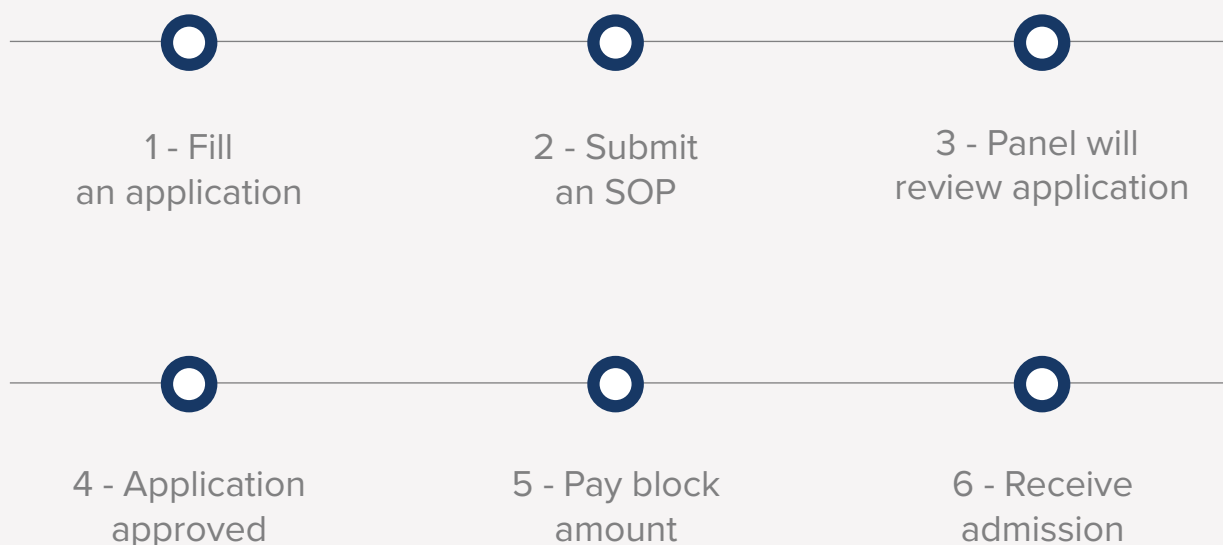 1 - Fill
an application
2 - Submit
an SOP
3 - Panel will
review application
4 - Application
approved
5 - Pay block
amount
6 - Receive
admission